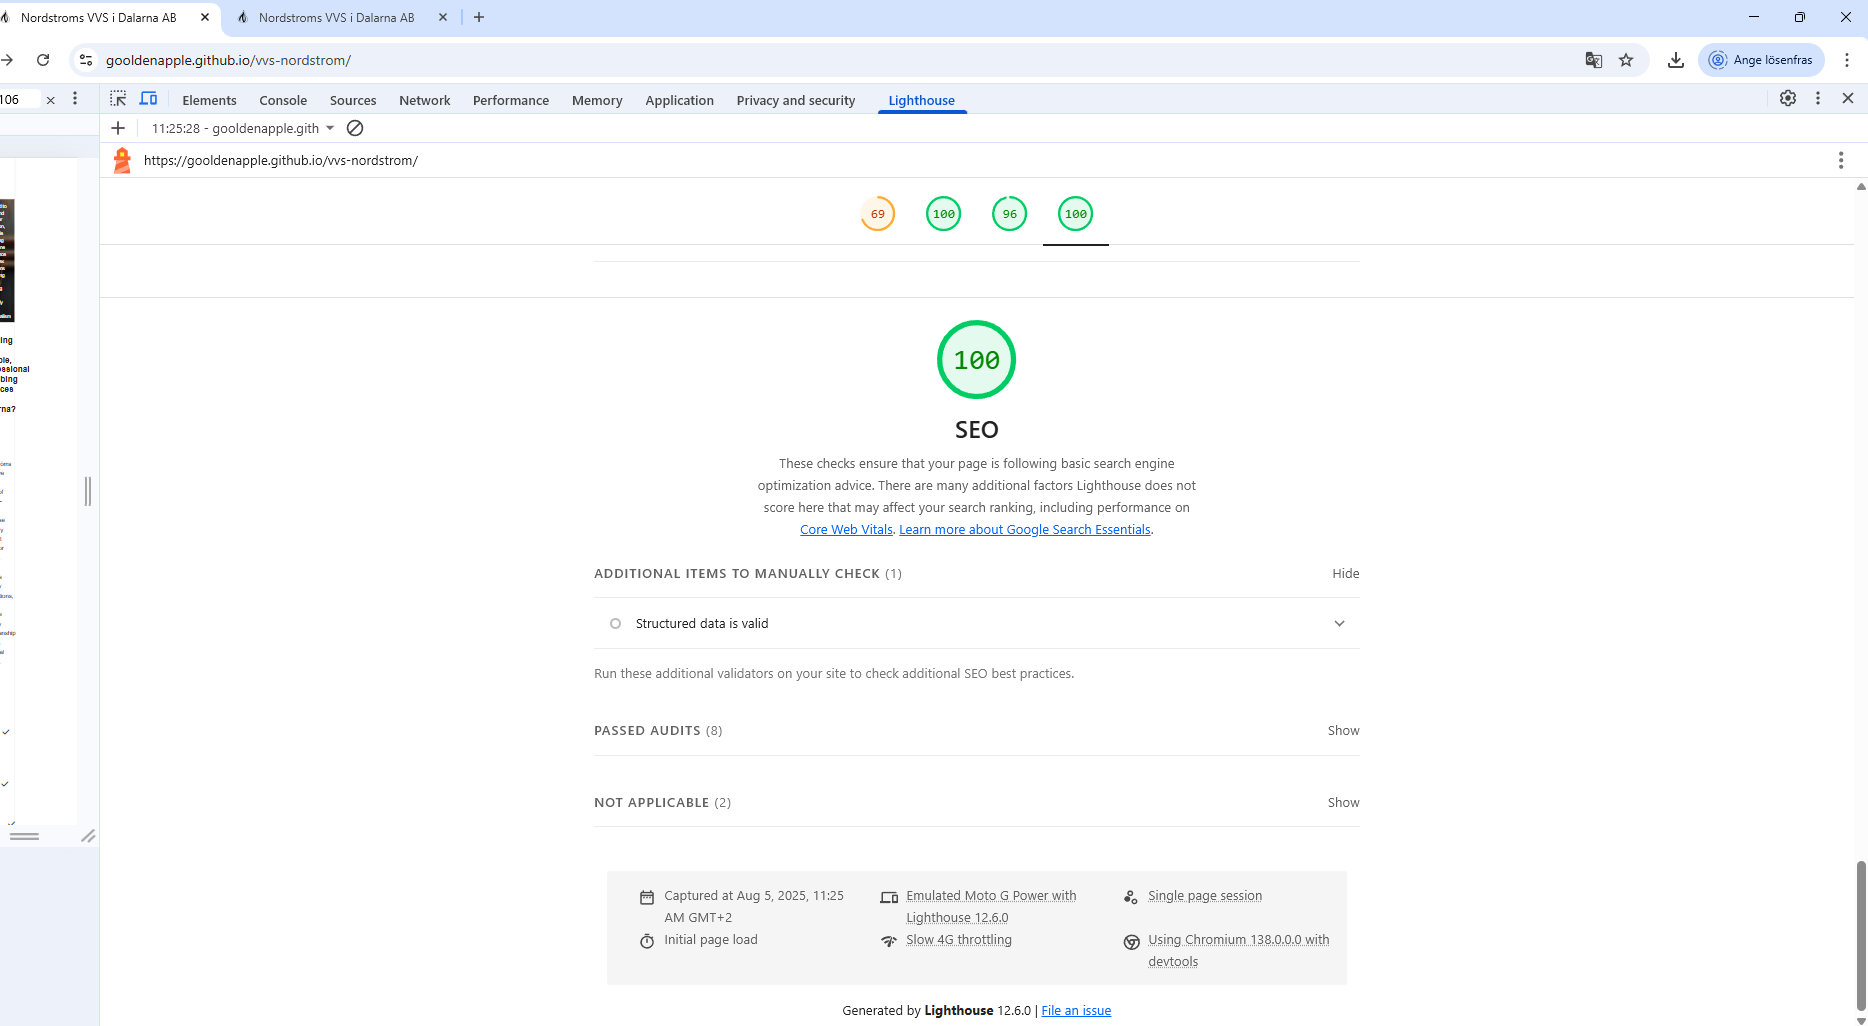 Nordstroms VVS i Dalarna AB
Nordstroms VVS i Dalarna AB
gooldenapple.github.io/vvs-nordstrom/
Ange lösenfras
106
Elements Console Sources Network Performance Memory Application Privacy and security Lighthouse
11:25:28 - gooldenapple.gith
https://gooldenapple.github.io/vvs-nordstrom/
69 100 96 100
100
SEO
These checks ensure that your page is following basic search engine
optimization advice. There are many additional factors Lighthouse does not
score here that may affect your search ranking, including performance on
Core Web Vitals. Learn more about Google Search Essentials.
ADDITIONAL ITEMS TO MANUALLY CHECK (1) Hide
Structured data is valid
Run these additional validators on your site to check additional SEO best practices.
PASSED AUDITS (8) Show
NOT APPLICABLE (2) Show
Captured at Aug 5, 2025, 11:25
AM GMT+2
Emulated Moto G Power with
Lighthouse 12.6.0
Single page session
Initial page load
Slow 4G throttling
Using Chromium 138.0.0.0 with
devtools
Generated by Lighthouse 12.6.0 | File an issue